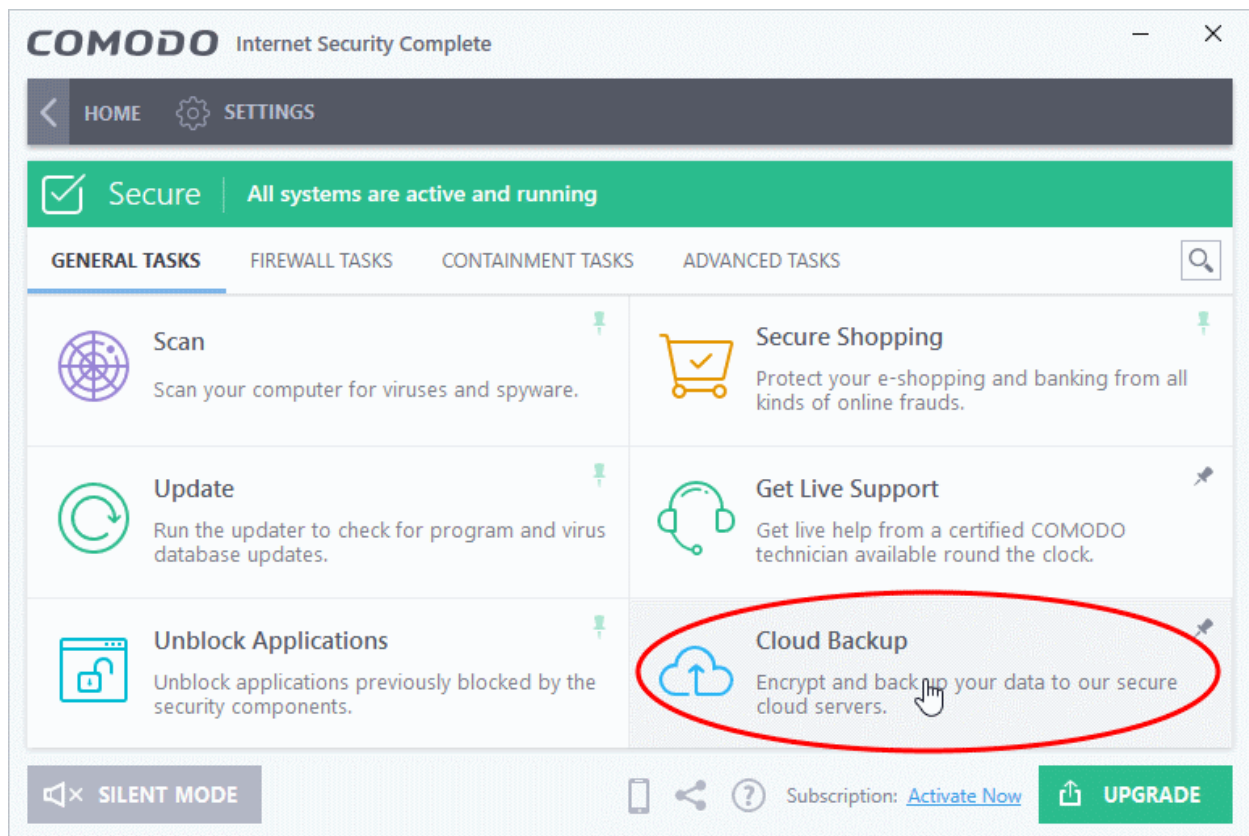 COMODO Internet Security Complete
HOME SETTINGS
Secure All systems are active and running
GENERAL TASKS FIREWALL TASKS CONTAINMENT TASKS ADVANCED TASKS
Scan
Scan your computer for viruses and spyware.
Secure Shopping
Protect your e-shopping and banking from all
kinds of online frauds.
Update
Run the updater to check for program and virus
database updates.
Get Live Support
Get live help from a certified COMODO
technician available round the clock.
Unblock Applications
Unblock applications previously blocked by the
security components.
Cloud Backup
Encrypt and back up your data to our secure
cloud servers.
SILENT MODE
? Subscription: Activate Now UPGRADE